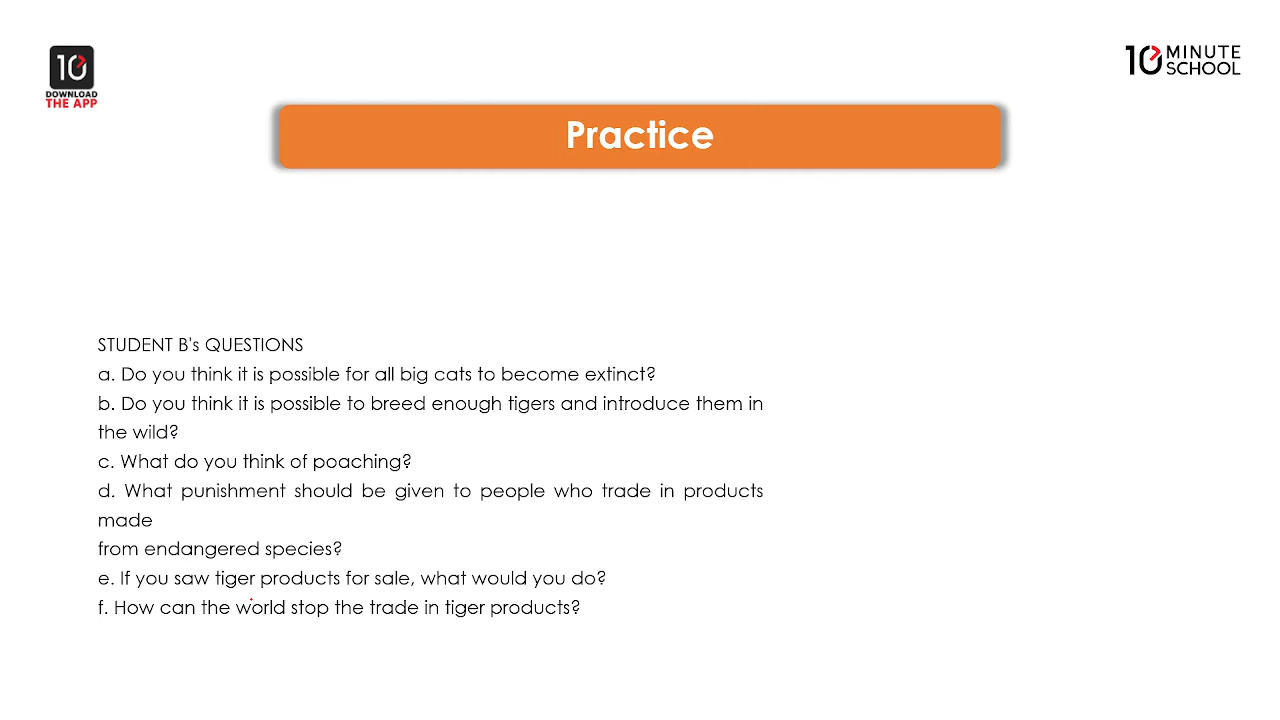 10
DOWNLOAD
THE APP
10 MINUTE
SCHOOL
Practice
STUDENT B's QUESTIONS
a. Do you think it is possible for all big cats to become extinct?
b. Do you think it is possible to breed enough tigers and introduce them in
the wild?
c. What do you think of poaching?
d. What punishment should be given to people who trade in products
made
from endangered species?
e. If you saw tiger products for sale, what would you do?
f. How can the world stop the trade in tiger products?